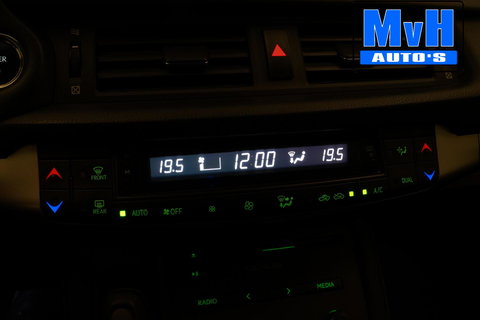 MvH
AUTO'S
19.5 12:00 19.5
FRONT
REAR
AUTO OFF A/C DUAL
RADIO MEDIA